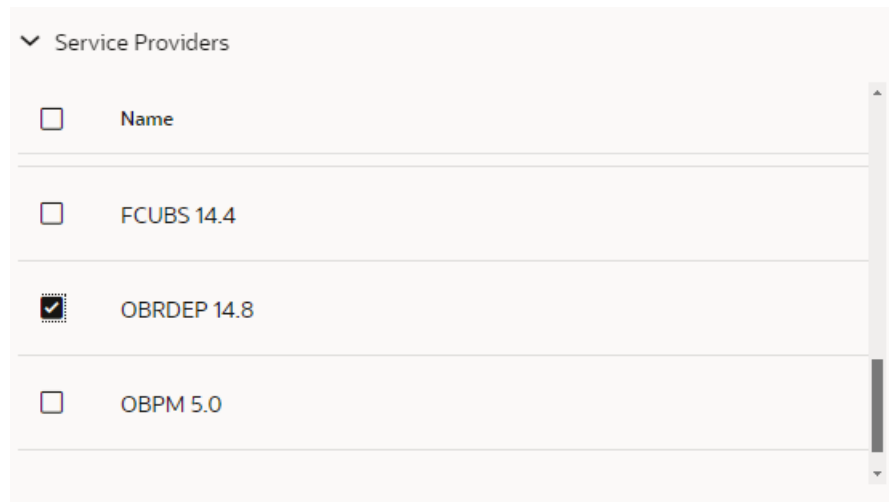 Service Providers
Name
FCUBS 14.4
OBRDEP 14.8
OBPM 5.0